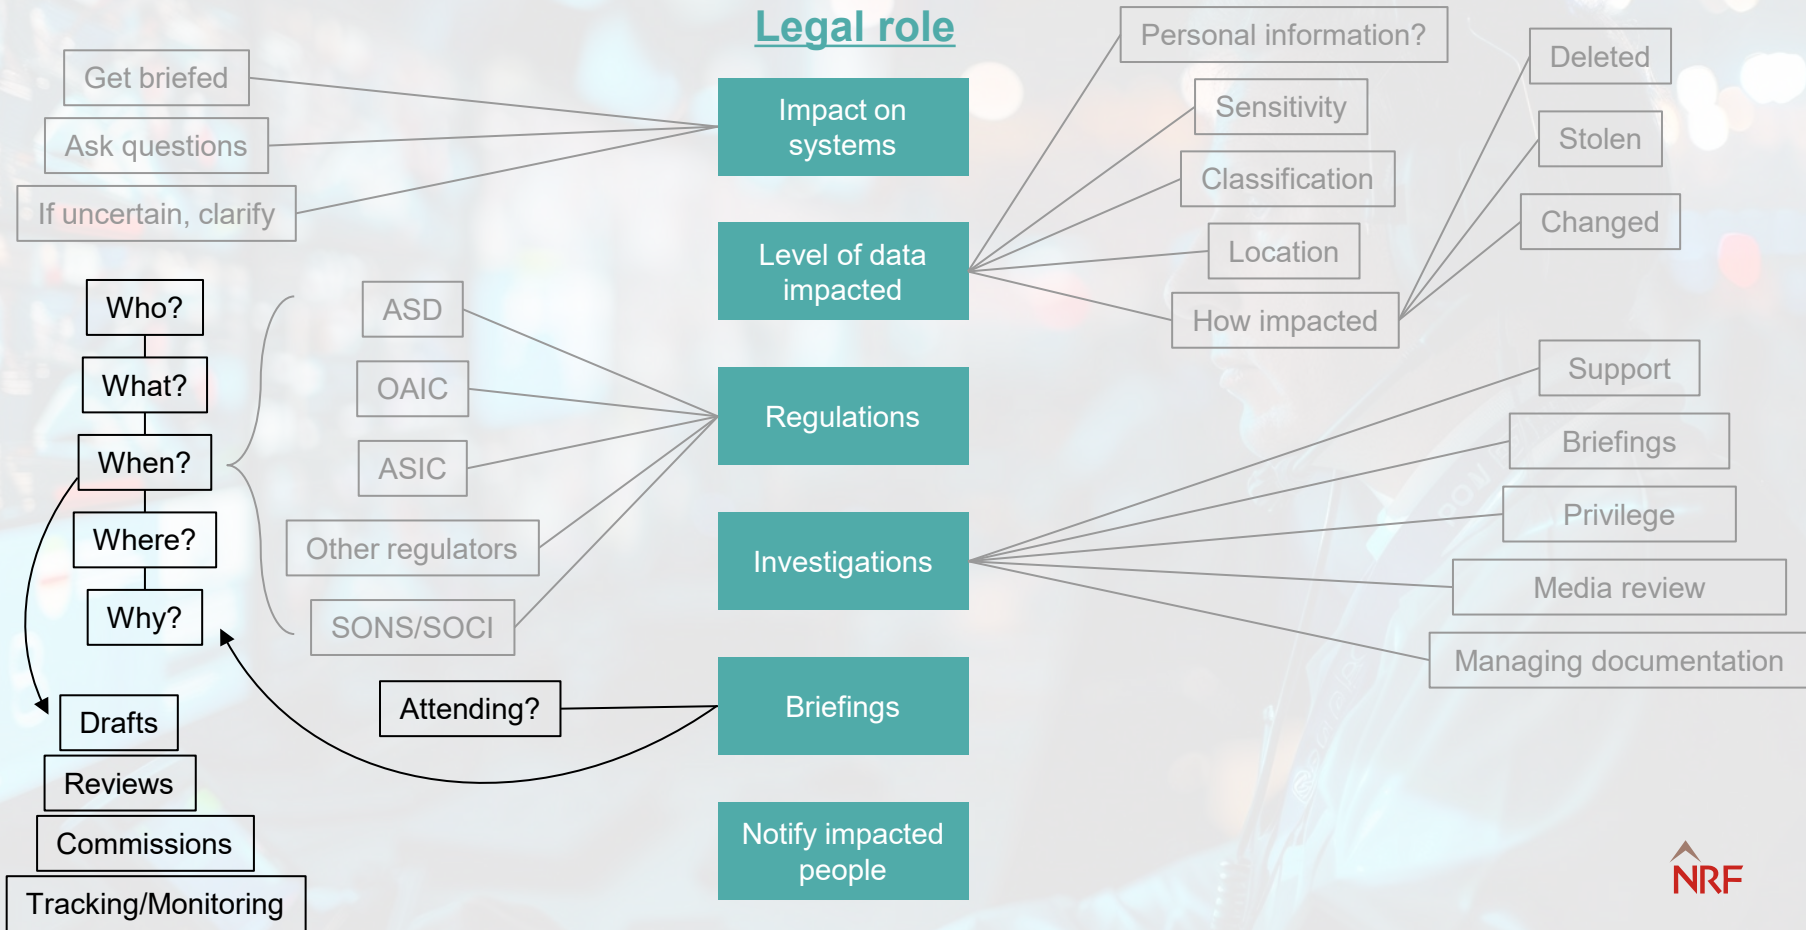 Legal role
Get briefed
Ask questions
If uncertain, clarify
Impact on
systems
Personal information?
Sensitivity
Classification
Location
How impacted
Deleted
Stolen
Changed
Level of data
impacted
Who?
What?
When?
Where?
Why?
ASD
OAIC
ASIC
Other regulators
SONS/SOCI
Regulations
Investigations
Support
Briefings
Privilege
Media review
Managing documentation
Attending?
Briefings
Drafts
Reviews
Commissions
Tracking/Monitoring
Notify impacted
people
NRF